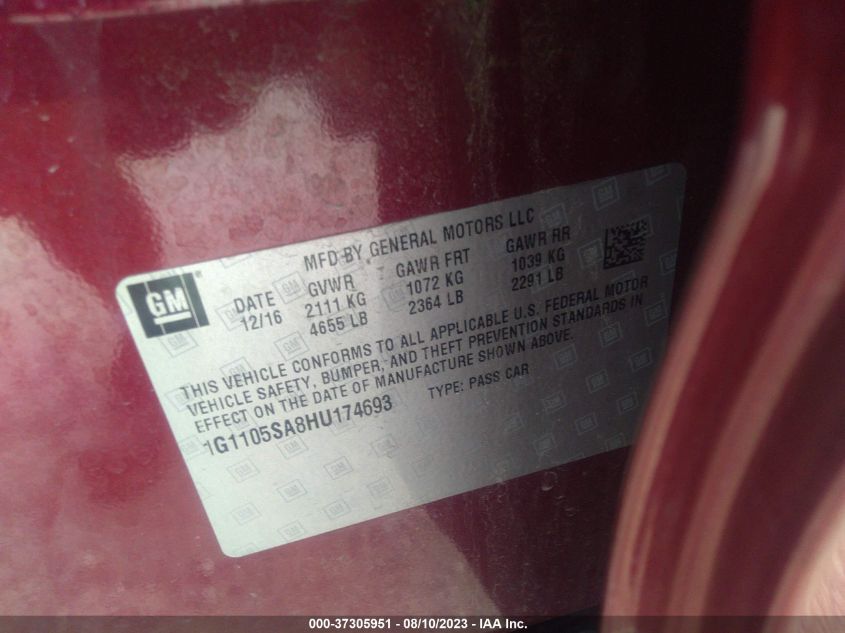 MFD BY GENERAL MOTORS LLC
GM
DATE GVWR GAWR FRT GAWR RR
12/16 2111 KG 1072 KG 1039 KG
4655 LB 2364 LB 2291 LB
THIS VEHICLE CONFORMS TO ALL APPLICABLE U.S. FEDERAL MOTOR
VEHICLE SAFETY, BUMPER, AND THEFT PREVENTION STANDARDS IN
EFFECT ON THE DATE OF MANUFACTURE SHOWN ABOVE.
1G1105SA8HU174693 TYPE: PASS CAR
000-37305951 - 08/10/2023 - IAA Inc.